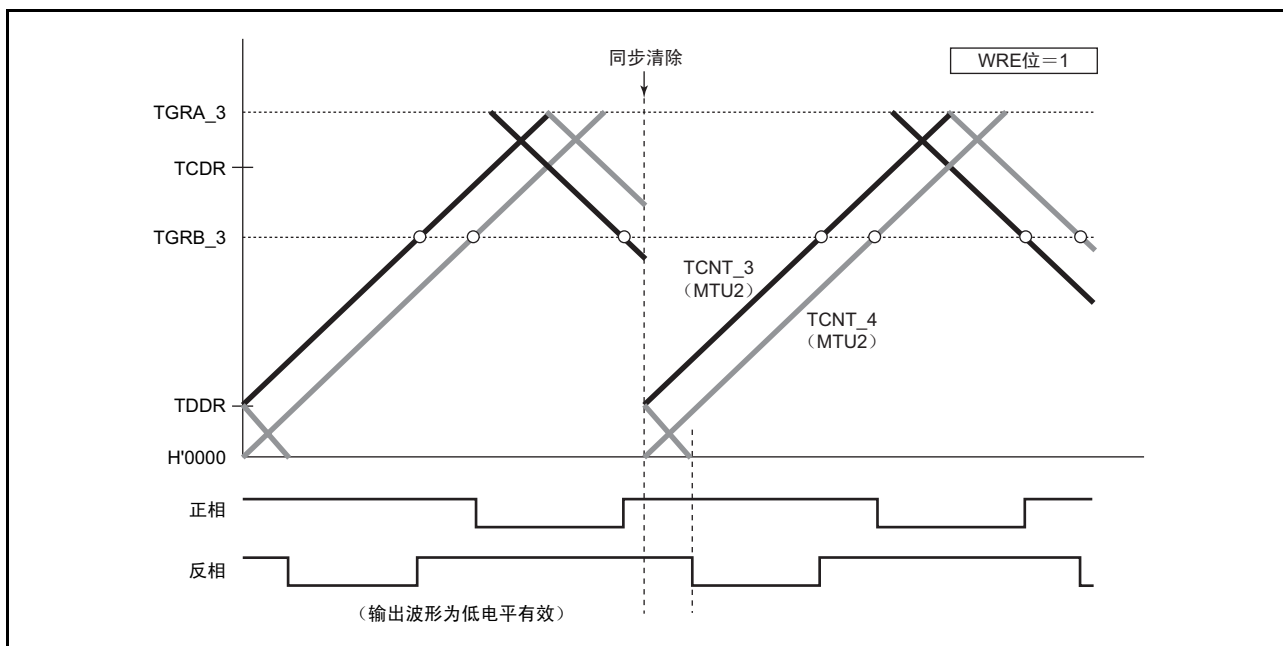 同步清除
WRE位＝1
TGRA_3
TCDR
TGRB_3
TCNT_3
（MTU2）
TCNT_4
（MTU2）
TDDR
H'0000
正相
反相
（输出波形为低电平有效）